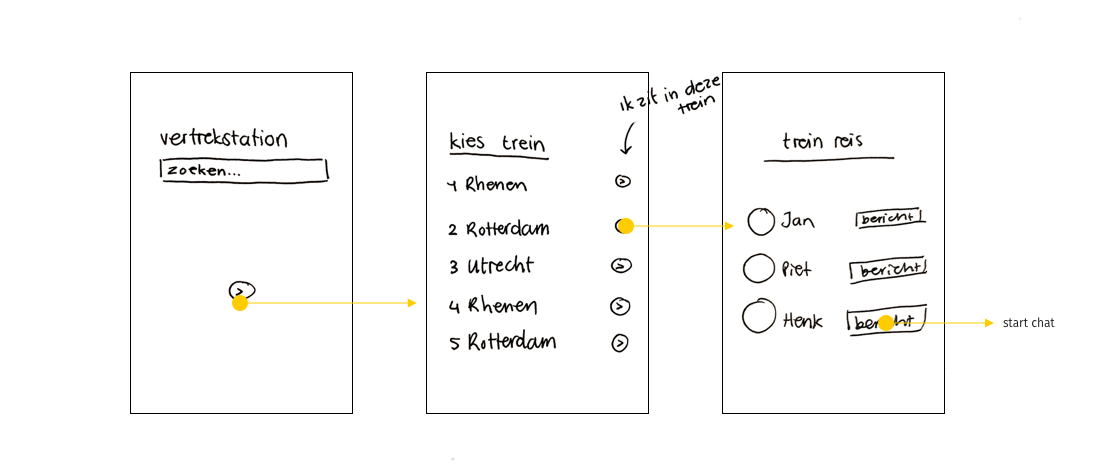 vertrekstation
zoeken...
>
ik zit in deze
trein
kies trein
1 Rhenen >
2 Rotterdam
3 Utrecht >
4 Rhenen >
5 Rotterdam >
trein reis
Jan bericht
Piet bericht
Henk bericht
start chat